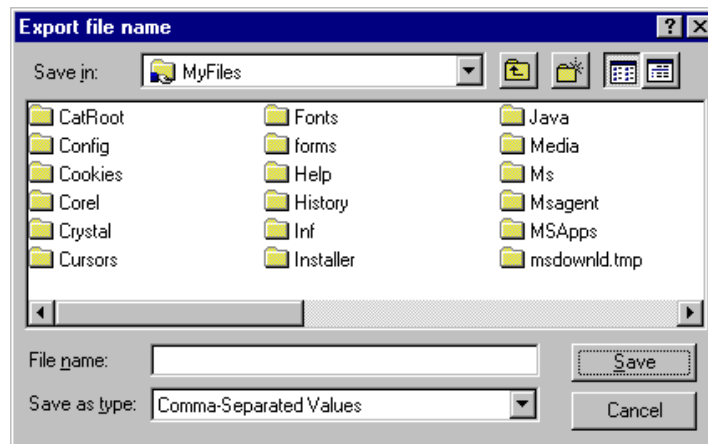 Export file name
Save in: MyFiles
CatRoot Fonts Java
Config forms Media
Cookies Help Ms
Corel History Msagent
Crystal Inf MSApps
Cursors Installer msdownld.tmp
File name: Save
Save as type: Comma-Separated Values Cancel